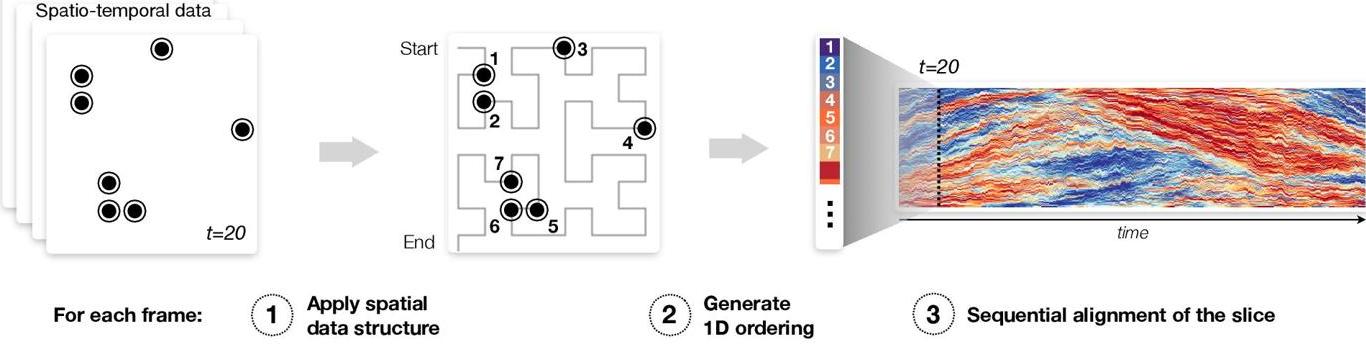 Spatio-temporal data
t=20
Start
1
2
3
4
7
6
5
End
1
2
3
4
5
6
7
t=20
time
For each frame:
1
Apply spatial
data structure
2
Generate
1D ordering
3
Sequential alignment of the slice